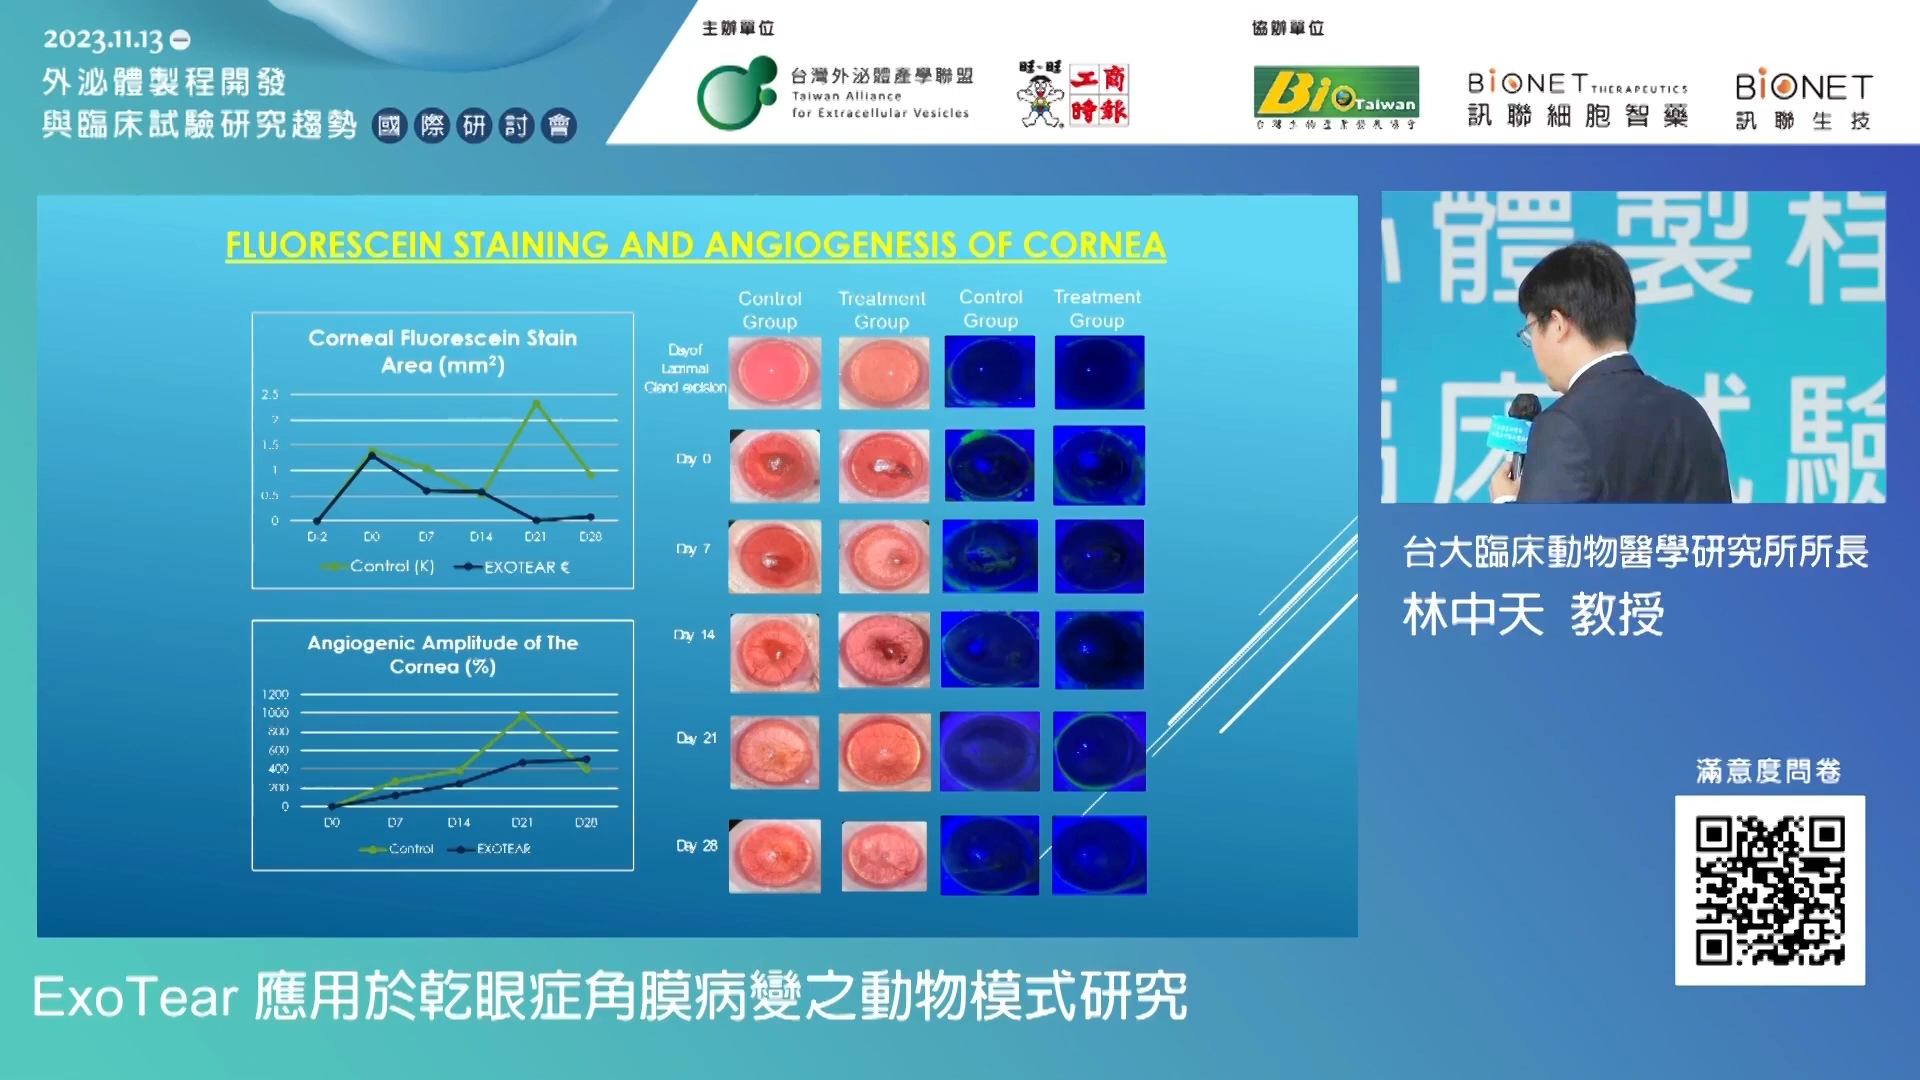 2023.11.13 一
外泌體製程開發
與臨床試驗研究趨勢 國際研討會
主辦單位
台灣外泌體產學聯盟
Taiwan Alliance
for Extracellular Vesicles
旺旺
工商時報
協辦單位
BioTaiwan
台灣生物產業發展協會
BIONET THERAPEUTICS
訊聯細胞智藥
BIONET
訊聯生技
FLUORESCEIN STAINING AND ANGIOGENESIS OF CORNEA
Corneal Fluorescein Stain
Area (mm²)
2.5
2
1.5
1
0.5
0
D-2 D0 D7 D14 D21 D28
Control (K) EXOTEAR €
Angiogenic Amplitude of The
Cornea (%)
1200
1000
800
600
400
200
0
D0 D7 D14 D21 D28
Control EXOTEAR
Control Group Treatment Group Control Group Treatment Group
Day of
Lacrimal
Gland excision
Day 0
Day 7
Day 14
Day 21
Day 28
體製程
臨床試驗
台大臨床動物醫學研究所所長
林中天 教授
滿意度問卷
ExoTear 應用於乾眼症角膜病變之動物模式研究